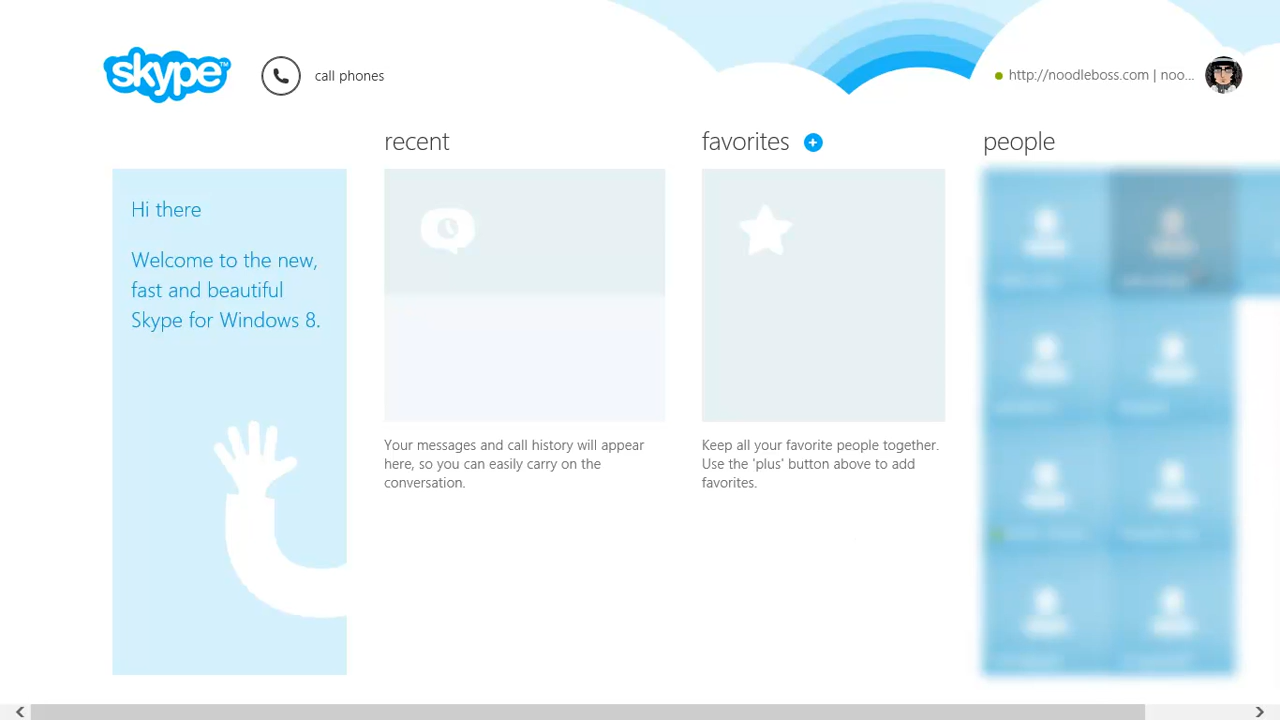 skype™
call phones
http://noodleboss.com | noo...
recent
favorites
people
Hi there
Welcome to the new,
fast and beautiful
Skype for Windows 8.
Your messages and call history will appear
here, so you can easily carry on the
conversation.
Keep all your favorite people together.
Use the 'plus' button above to add
favorites.